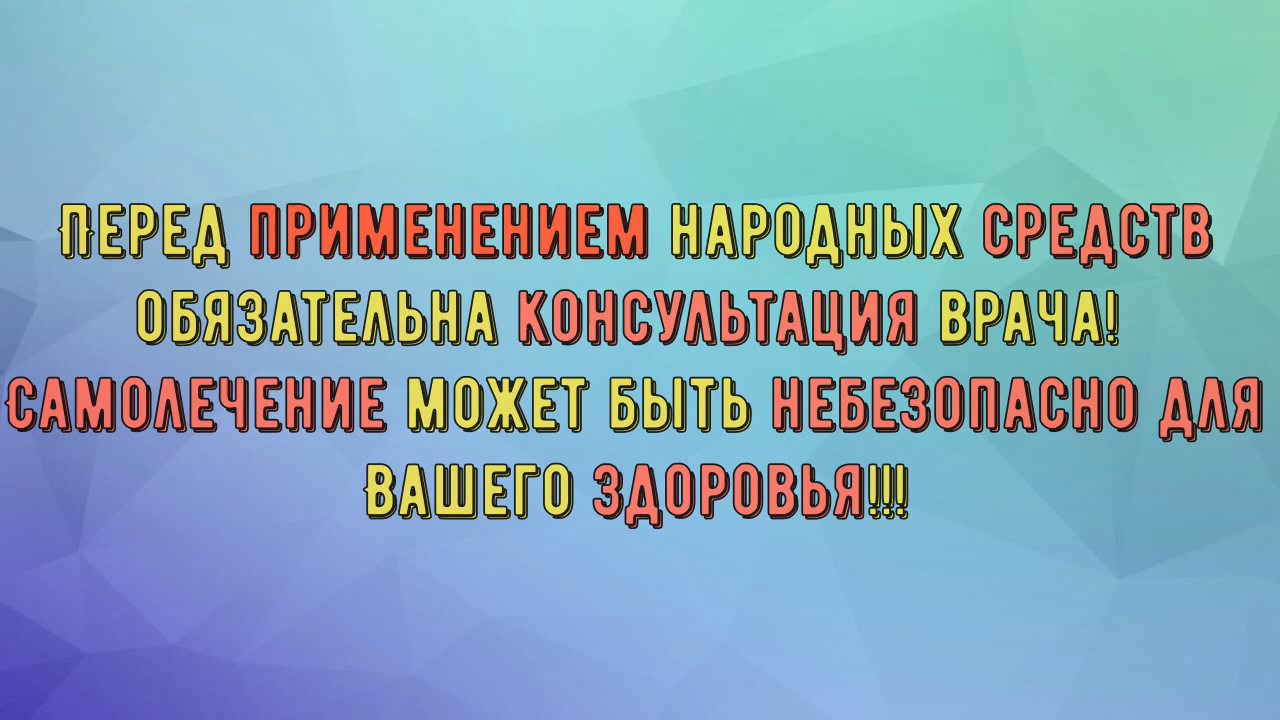 Перед применением народных средств
обязательна консультация врача!
Самолечение может быть небезопасно для
Вашего здоровья!!!